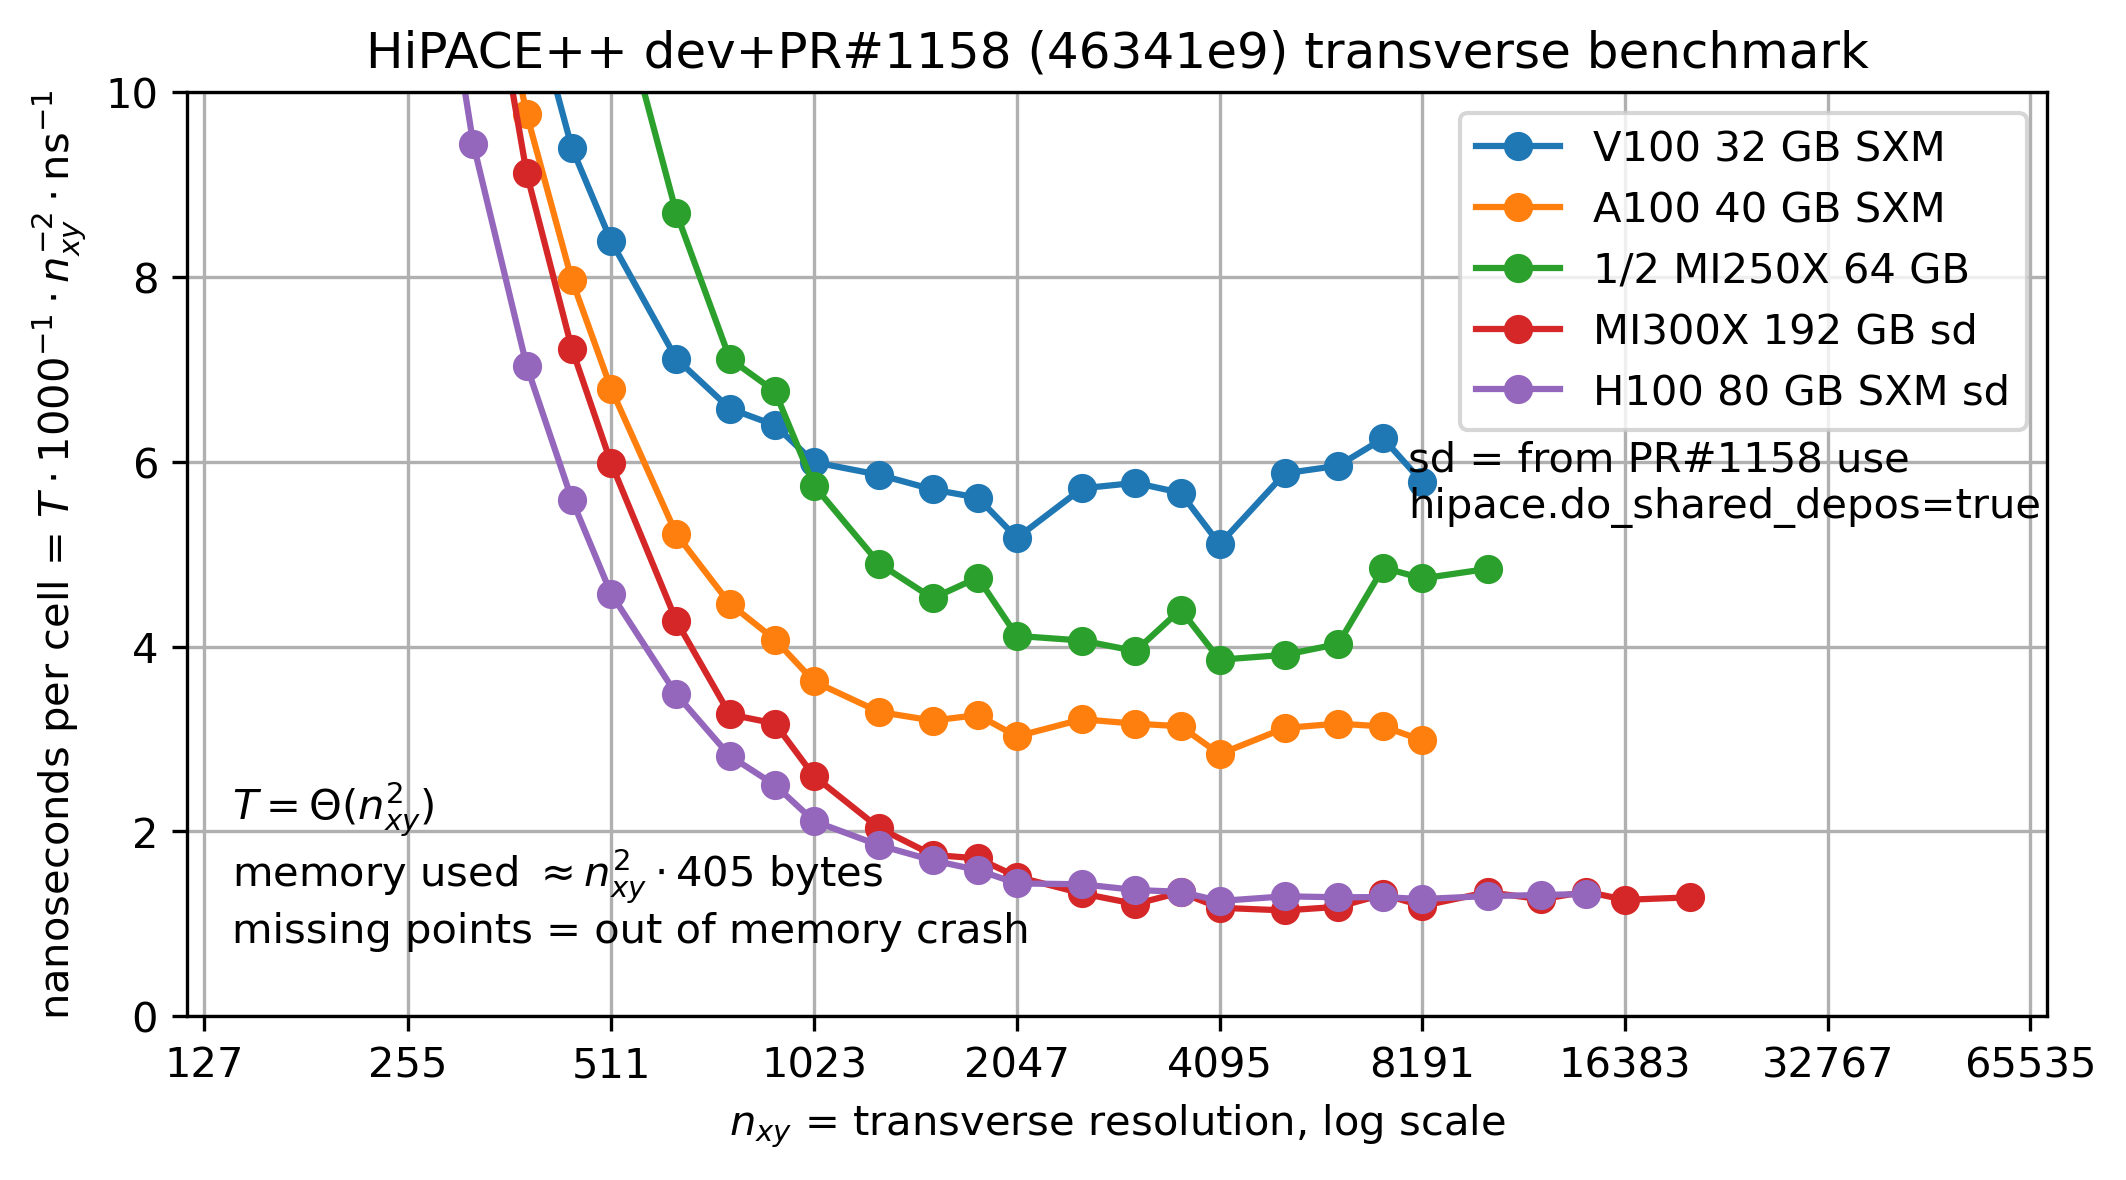 HiPACE++ dev+PR#1158 (46341e9) transverse benchmark
nanoseconds per cell = T · 1000⁻¹ · n_xy⁻² · ns⁻¹
10
8
6
4
2
0
V100 32 GB SXM
A100 40 GB SXM
1/2 MI250X 64 GB
MI300X 192 GB sd
H100 80 GB SXM sd
sd = from PR#1158 use
hipace.do_shared_depos=true
T = Θ(n_xy²)
memory used ≈ n_xy² · 405 bytes
missing points = out of memory crash
127 255 511 1023 2047 4095 8191 16383 32767 65535
n_xy = transverse resolution, log scale